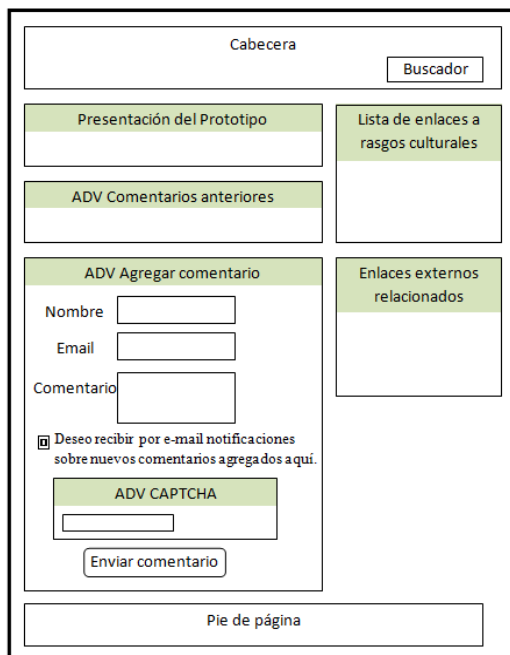 Cabecera
Buscador
Presentación del Prototipo
ADV Comentarios anteriores
ADV Agregar comentario
Nombre
Email
Comentario
Deseo recibir por e-mail notificaciones
sobre nuevos comentarios agregados aquí.
ADV CAPTCHA
Enviar comentario
Lista de enlaces a
rasgos culturales
Enlaces externos
relacionados
Pie de página